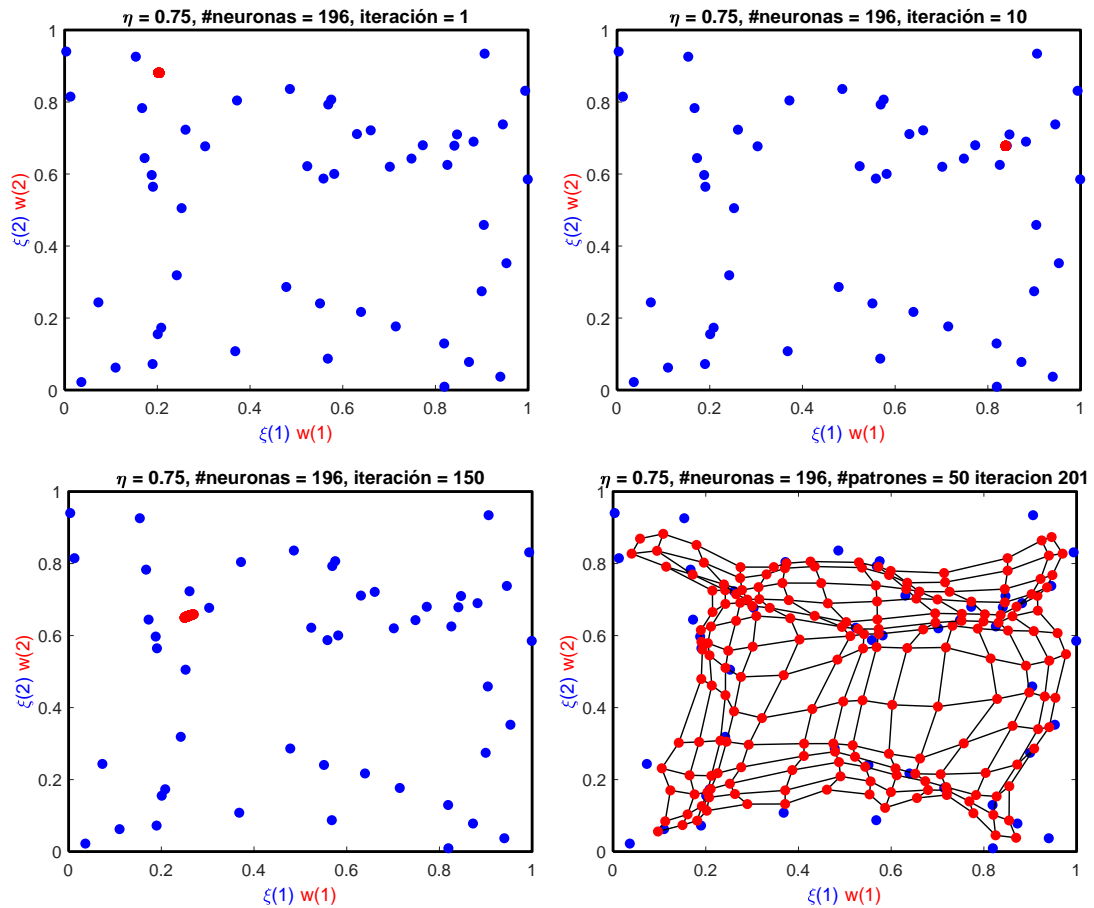 η = 0.75, #neuronas = 196, iteración = 1
1
0.8
0.6
0.4
0.2
0
ξ(2) w(2)
0 0.2 0.4 0.6 0.8 1
ξ(1) w(1)
η = 0.75, #neuronas = 196, iteración = 10
1
0.8
0.6
0.4
0.2
0
ξ(2) w(2)
0 0.2 0.4 0.6 0.8 1
ξ(1) w(1)
η = 0.75, #neuronas = 196, iteración = 150
1
0.8
0.6
0.4
0.2
0
ξ(2) w(2)
0 0.2 0.4 0.6 0.8 1
ξ(1) w(1)
η = 0.75, #neuronas = 196, #patrones = 50 iteracion 201
1
0.8
0.6
0.4
0.2
0
ξ(2) w(2)
0 0.2 0.4 0.6 0.8 1
ξ(1) w(1)